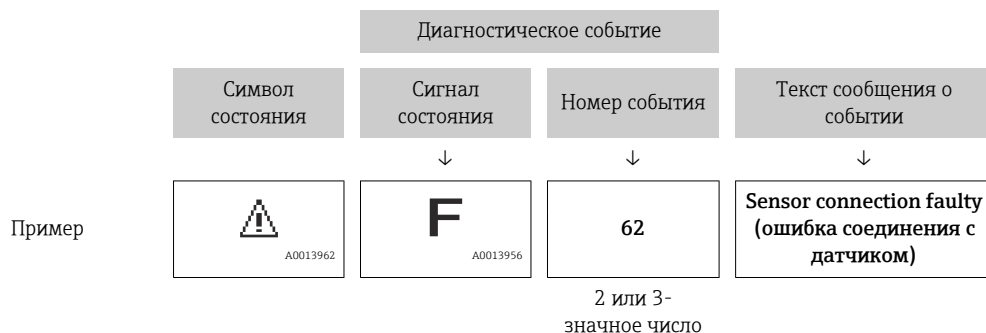 Диагностическое событие
Символ
состояния
Сигнал
состояния
Номер события
Текст сообщения о
событии
↓
↓
↓
Пример
A0013962
F
A0013956
62
Sensor connection faulty
(ошибка соединения с
датчиком)
2 или 3-
значное число